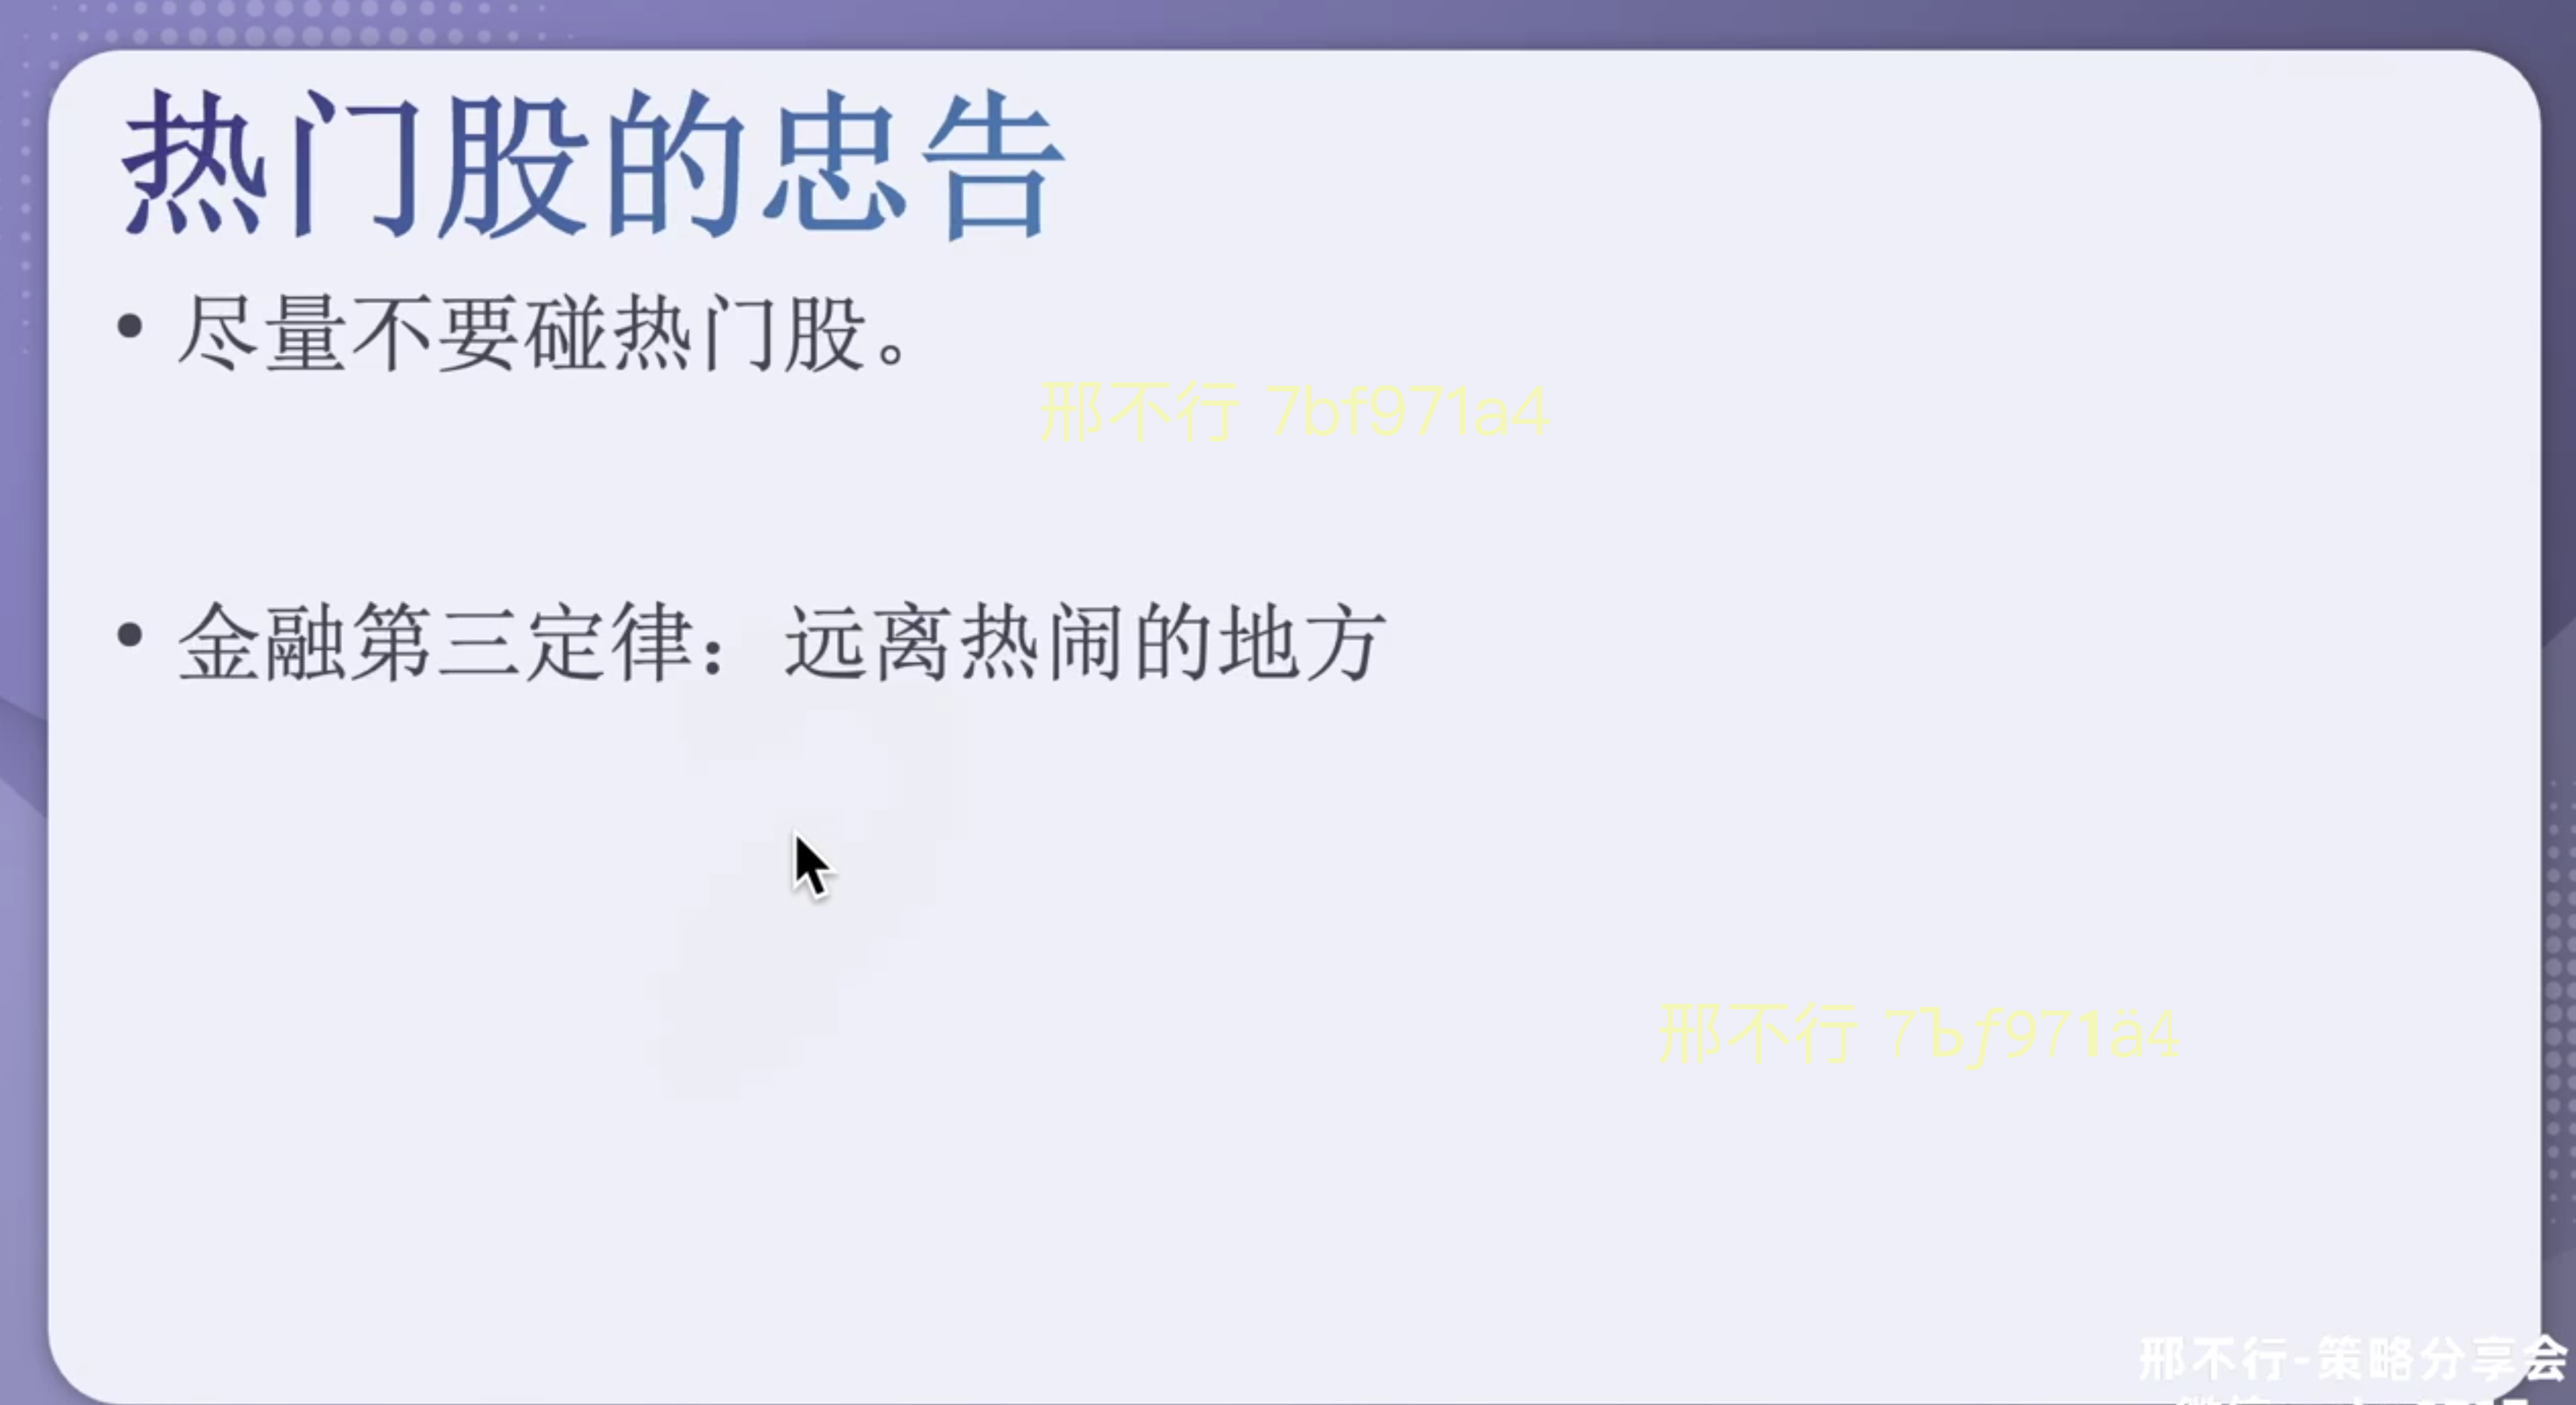 热门股的忠告
• 尽量不要碰热门股。
邢不行 7bf971a4
• 金融第三定律： 远离热闹的地方
邢不行 7Ъƒ971ä4
邢不行-策略分享会